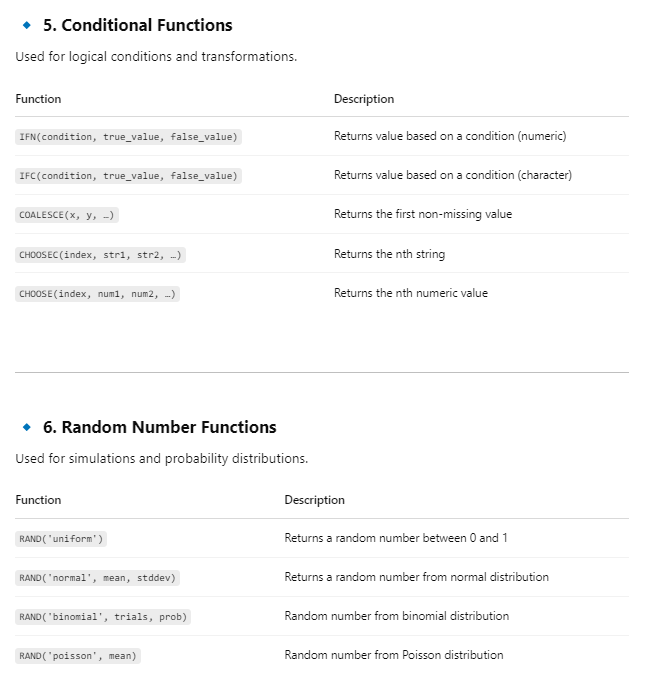 5. Conditional Functions
Used for logical conditions and transformations.
Function Description
IFN(condition, true_value, false_value) Returns value based on a condition (numeric)
IFC(condition, true_value, false_value) Returns value based on a condition (character)
COALESCE(x, y, …) Returns the first non-missing value
CHOOSEC(index, str1, str2, …) Returns the nth string
CHOOSE(index, num1, num2, …) Returns the nth numeric value
6. Random Number Functions
Used for simulations and probability distributions.
Function Description
RAND('uniform') Returns a random number between 0 and 1
RAND('normal', mean, stddev) Returns a random number from normal distribution
RAND('binomial', trials, prob) Random number from binomial distribution
RAND('poisson', mean) Random number from Poisson distribution